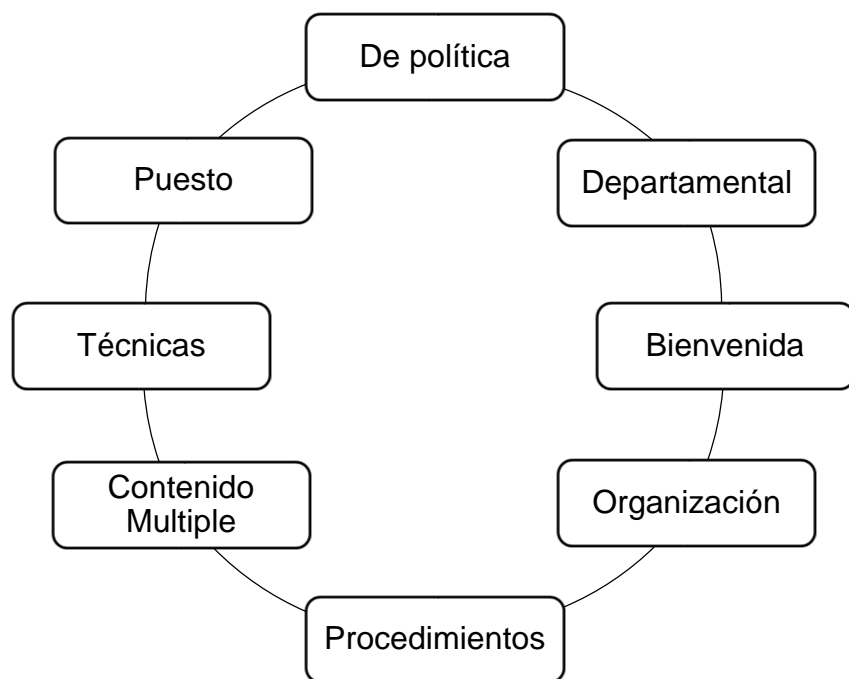 De política
Puesto
Departamental
Técnicas
Bienvenida
Contenido
Multiple
Organización
Procedimientos